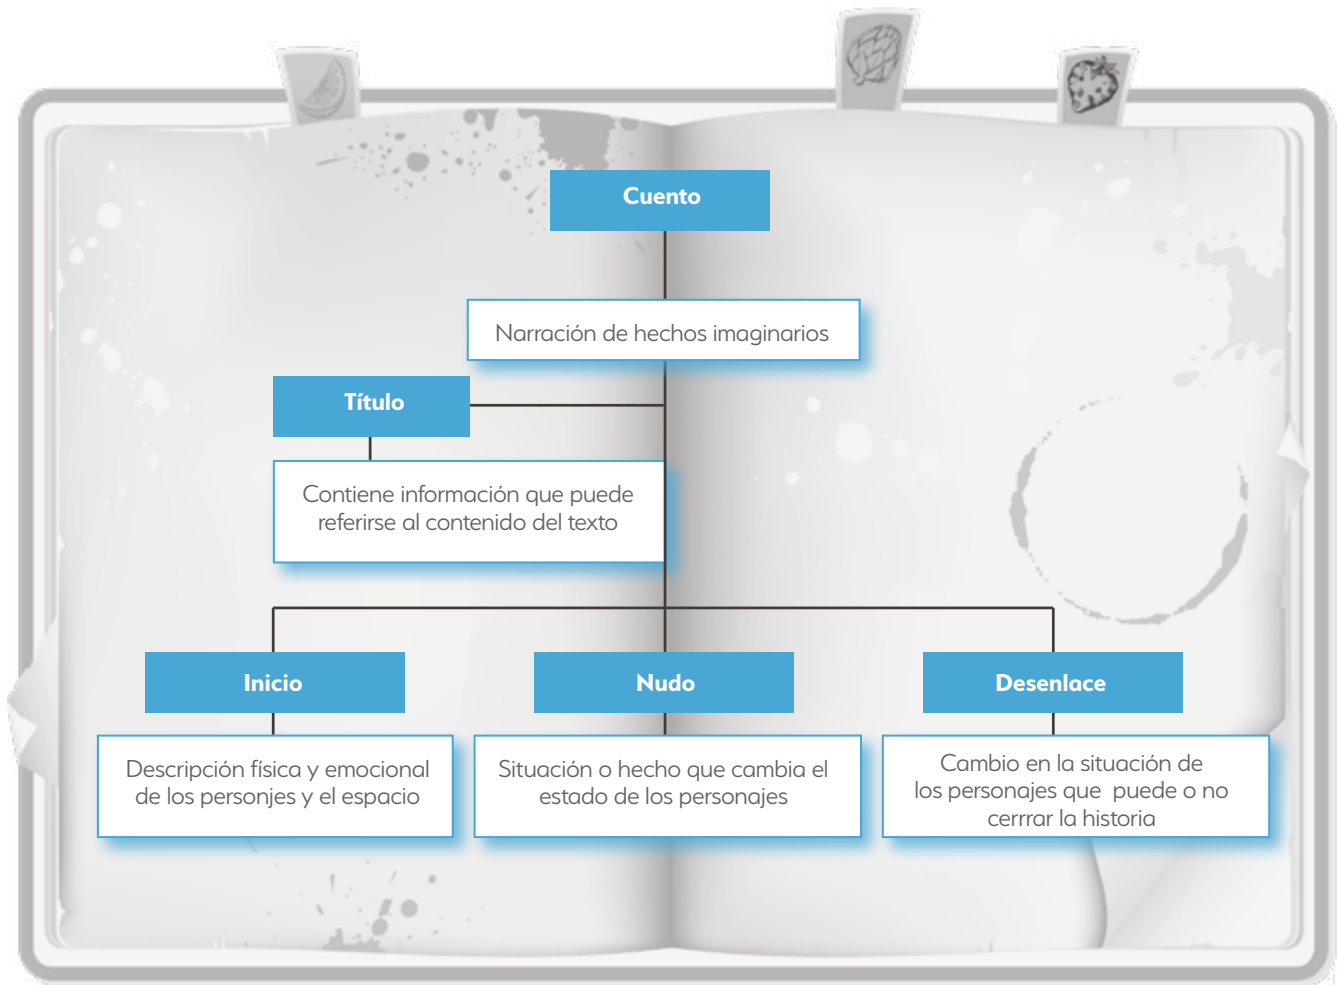 Cuento
Narración de hechos imaginarios
Título
Contiene información que puede
referirse al contenido del texto
Inicio
Descripción física y emocional
de los personjes y el espacio
Nudo
Situación o hecho que cambia el
estado de los personajes
Desenlace
Cambio en la situación de
los personajes que puede o no
cerrrar la historia